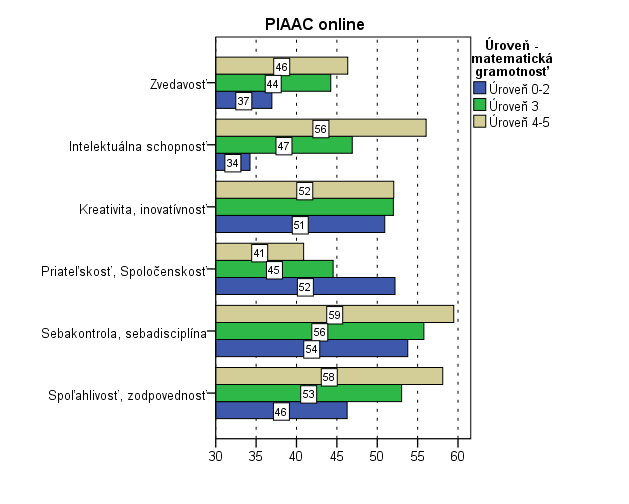 PIAAC online
Úroveň -
matematická
gramotnosť
Úroveň 0-2
Úroveň 3
Úroveň 4-5
Zvedavosť
46
44
37
Intelektuálna schopnosť
56
47
34
Kreativita, inovatívnosť
52
51
Priateľskosť, Spoločenskosť
41
45
52
Sebakontrola, sebadisciplína
59
56
54
Spoľahlivosť, zodpovednosť
58
53
46
30 35 40 45 50 55 60